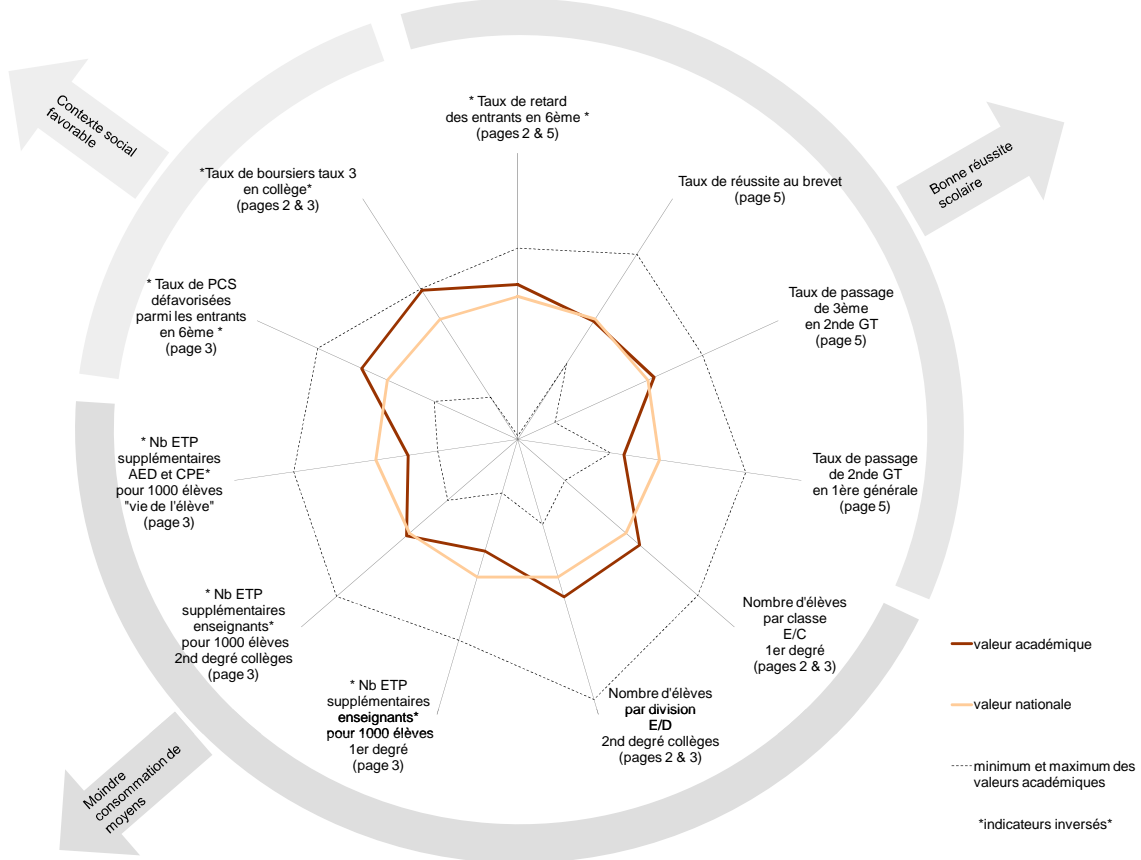 * Taux de retard
des entrants en 6ème *
(pages 2 & 5)
Contexte social
favorable
*Taux de boursiers taux 3
en collège*
(pages 2 & 3)
Taux de réussite au brevet
(page 5)
Bonne réussite
scolaire
* Taux de PCS
défavorisées
parmi les entrants
en 6ème *
(page 3)
Taux de passage
de 3ème
en 2nde GT
(page 5)
* Nb ETP
supplémentaires
AED et CPE*
pour 1000 élèves
"vie de l'élève"
(page 3)
Taux de passage
de 2nde GT
en 1ère générale
(page 5)
* Nb ETP
supplémentaires
enseignants*
pour 1000 élèves
2nd degré collèges
(page 3)
Nombre d'élèves
par classe
E/C
1er degré
(pages 2 & 3)
* Nb ETP
supplémentaires
enseignants*
pour 1000 élèves
1er degré
(page 3)
Nombre d'élèves
par division
E/D
2nd degré collèges
(pages 2 & 3)
Moindre
consommation de
moyens
valeur académique
valeur nationale
minimum et maximum des
valeurs académiques
*indicateurs inversés*